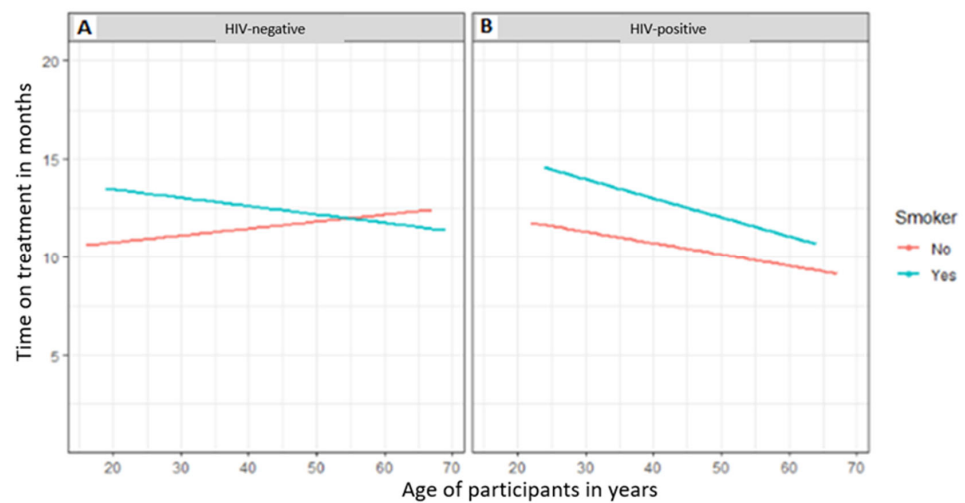 A HIV-negative
B HIV-positive
Time on treatment in months
20
15
10
5
20 30 40 50 60 70
20 30 40 50 60 70
Age of participants in years
Smoker
No
Yes